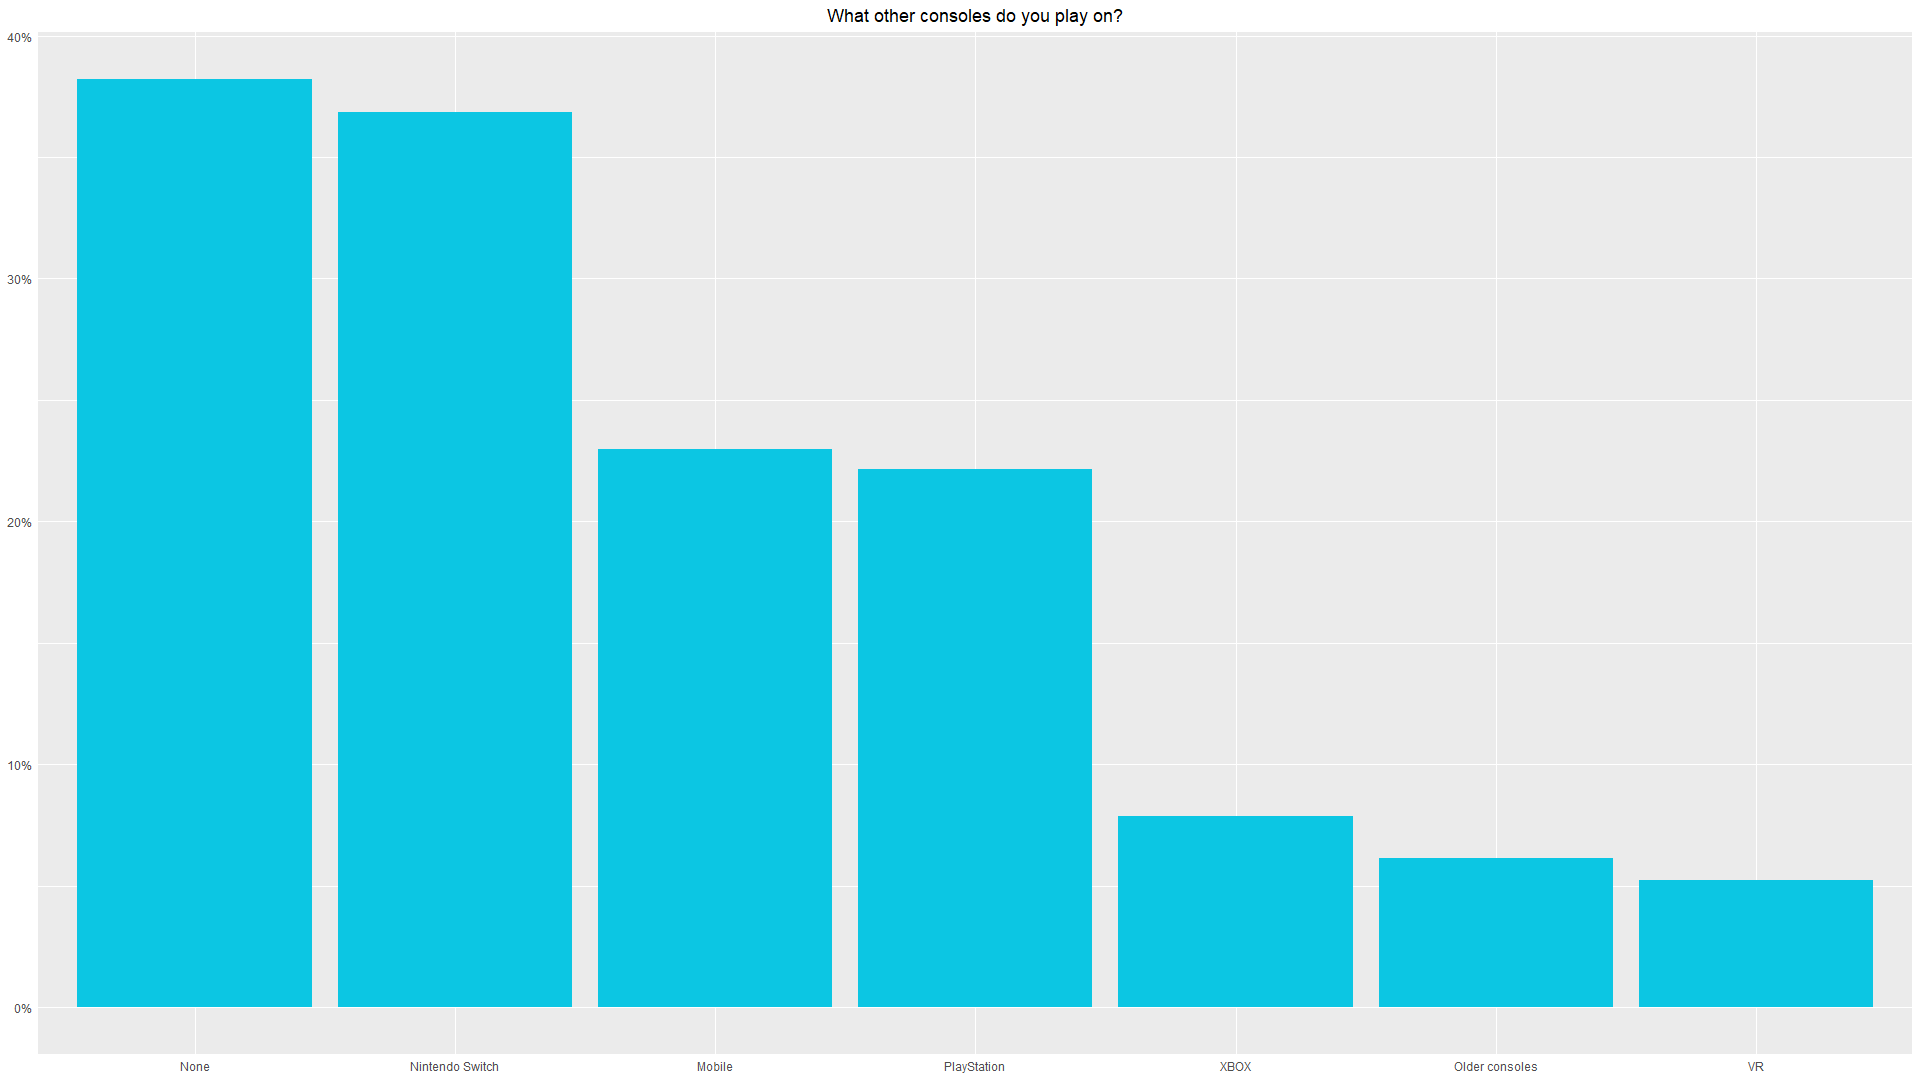 What other consoles do you play on?
40%
30%
20%
10%
0%
None
Nintendo Switch
Mobile
PlayStation
XBOX
Older consoles
VR